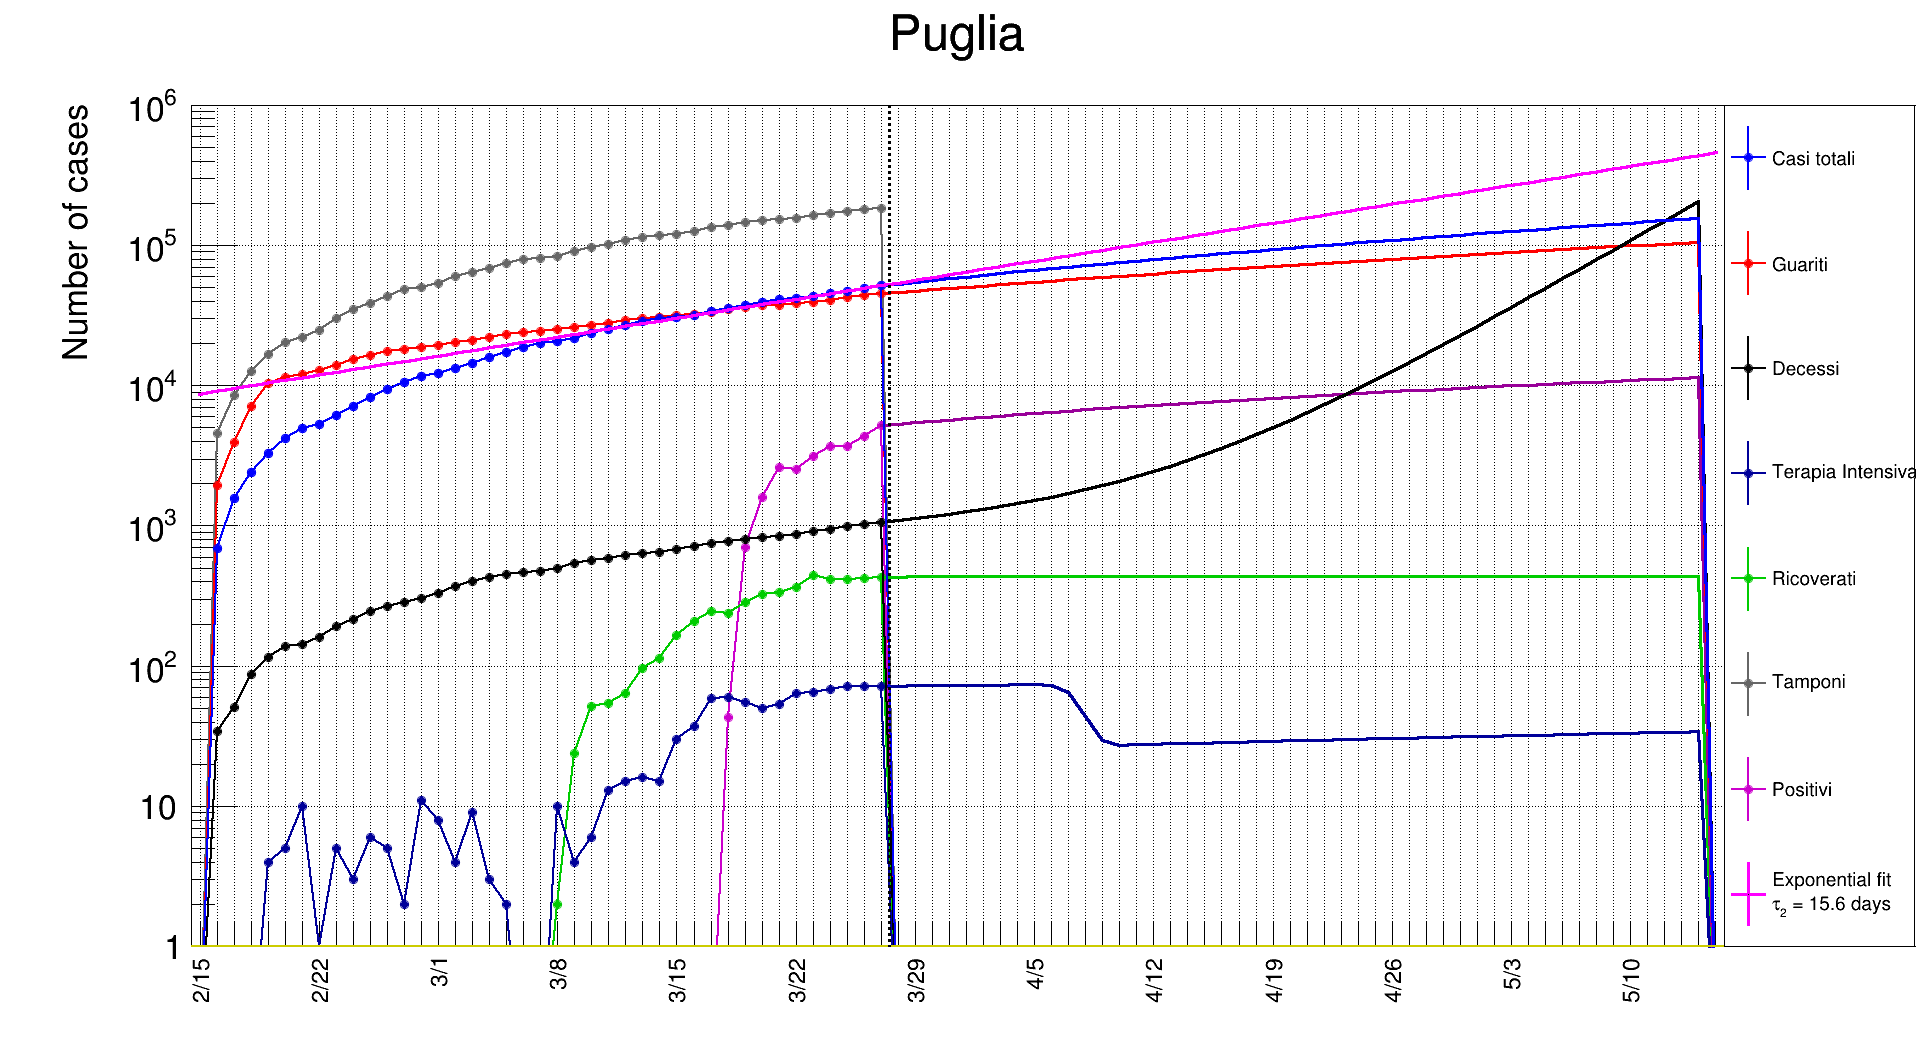 Puglia
Number of cases
10^6
10^5
10^4
10^3
10^2
10
1
2/15
2/22
3/1
3/8
3/15
3/22
3/29
4/5
4/12
4/19
4/26
5/3
5/10
Casi totali
Guariti
Decessi
Terapia Intensiva
Ricoverati
Tamponi
Positivi
Exponential fit
τ₂ = 15.6 days